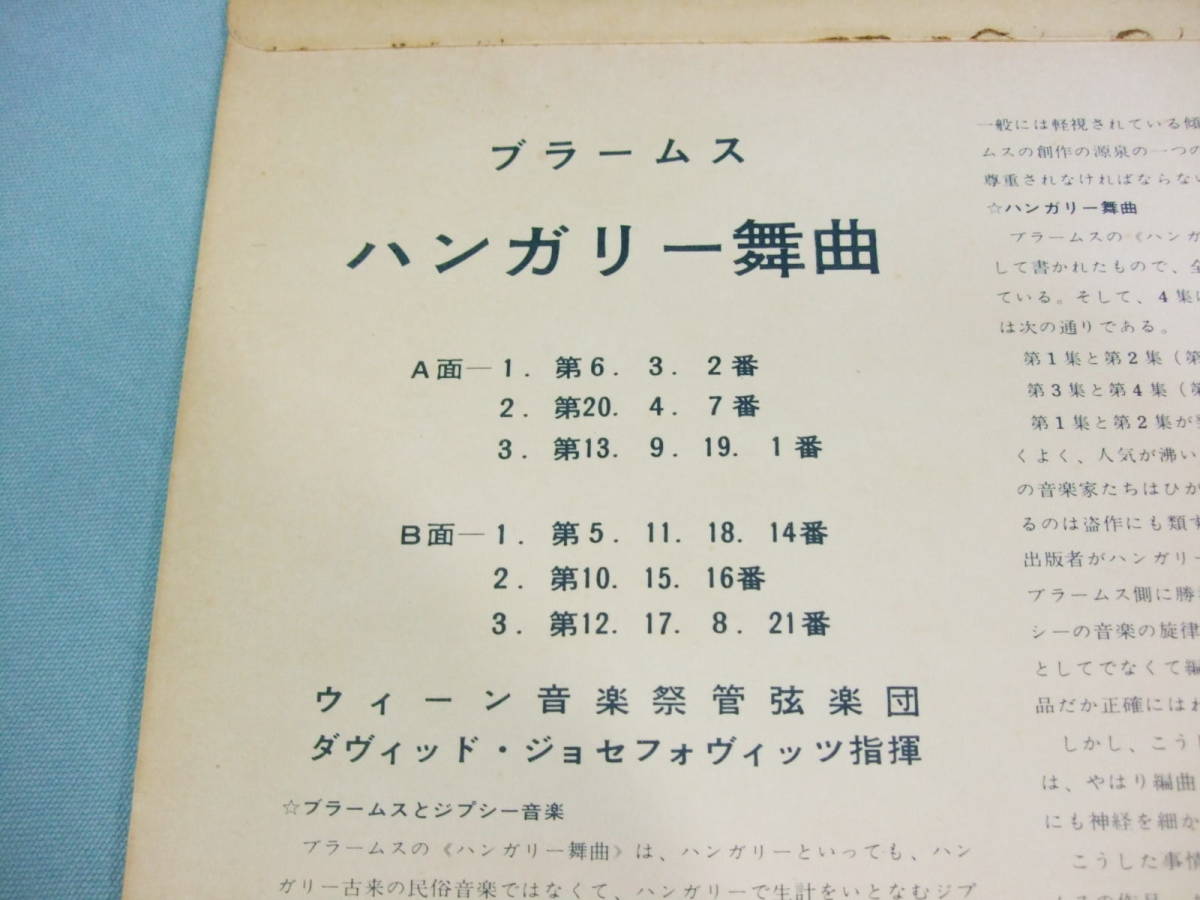 ブラームス
ハンガリー舞曲
A面―1. 第6. 3. 2番
2. 第20. 4. 7番
3. 第13. 9. 19. 1番
B面―1. 第5. 11. 18. 14番
2. 第10. 15. 16番
3. 第12. 17. 8. 21番
ウィーン音楽祭管弦楽団
ダヴィッド・ジョセフォヴィッツ指揮
☆ブラームスとジプシー音楽
ブラームスの《ハンガリー舞曲》は、ハンガリーといっても、ハン
ガリー古来の民俗音楽ではなくて、ハンガリーで生計をいとなむジプ
一般には軽視されている傾
ムスの創作の源泉の一つの
尊重されなければならない
☆ハンガリー舞曲
ブラームスの《ハンガ
して書かれたもので、全
ている。そして、4集に
は次の通りである。
第1集と第2集(第
第3集と第4集(第
第1集と第2集が
くよく、人気が沸い
の音楽家たちはひが
るのは盗作にも類す
出版者がハンガリー
ブラームス側に勝
シーの音楽の旋律
としてでなくて編
品だか正確にはわ
しかし、こうし
は、やはり編曲
にも神経を細か
こうした事情
ムスの作品